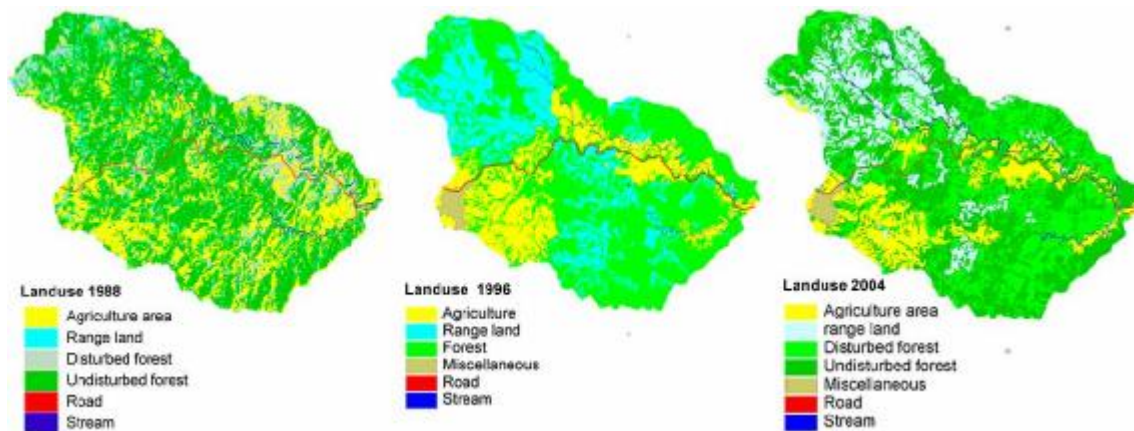 Landuse 1988
Agriculture area
Range land
Disturbed forest
Undisturbed forest
Road
Stream
Landuse 1996
Agriculture
Range land
Forest
Miscellaneous
Road
Stream
Landuse 2004
Agriculture area
range land
Disturbed forest
Undisturbed forest
Miscellaneous
Road
Stream